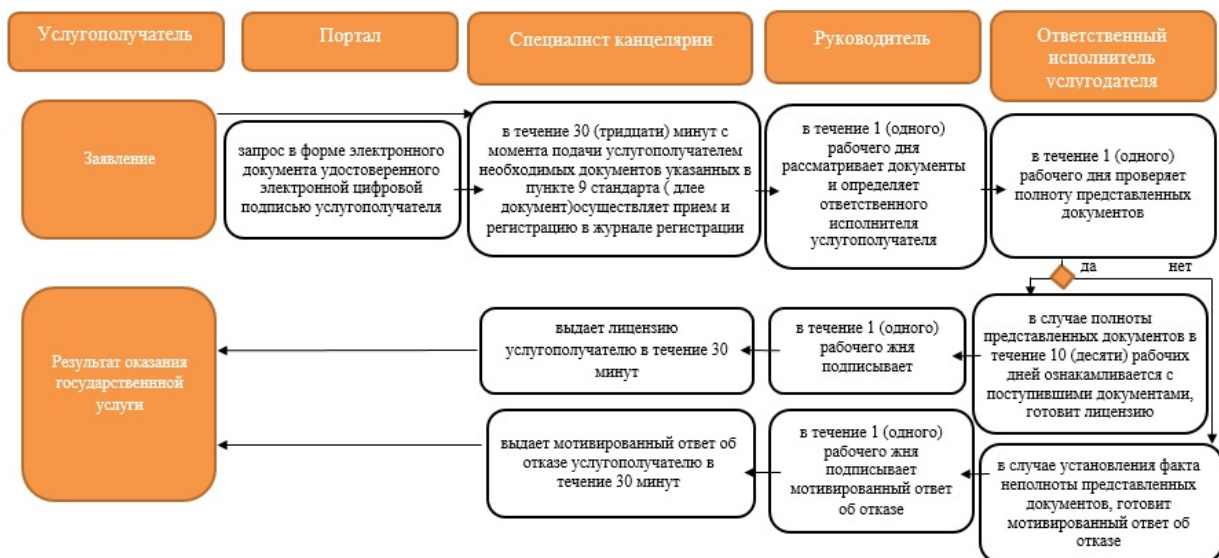 Услугополучатель
Портал
Специалист канцелярии
Руководитель
Ответственный
исполнитель
услугодателя
Заявление
запрос в форме электронного
документа удостоверенного
электронной цифровой
подписью услугополучателя
в течение 30 (тридцати) минут с
момента подачи услугополучателем
необходимых документов указанных в
пункте 9 стандарта ( длее
документ)осуществляет прием и
регистрацию в журнале регистрации
в течение 1 (одного)
рабочего дня
рассматривает документы
и определяет
ответственного
исполнителя
услугополучателя
в течение 1 (одного)
рабочего дня проверяет
полноту представленных
документов
да
нет
Результат оказания
государственнной
услуги
выдает лицензию
услугополучателю в течение 30
минут
в течение 1 (одного)
рабочего жня
подписывает
в случае полноты
представленных документов в
течение 10 (десяти) рабочих
дней ознакамливается с
поступившими документами,
готовит лицензию
выдает мотивированный ответ об
отказе услугополучателю в
течение 30 минут
в течение 1 (одного)
рабочего жня
подписывает
мотивированный ответ
об отказе
в случае установления факта
неполноты представленных
документов, готовит
мотивированный ответ об
отказе